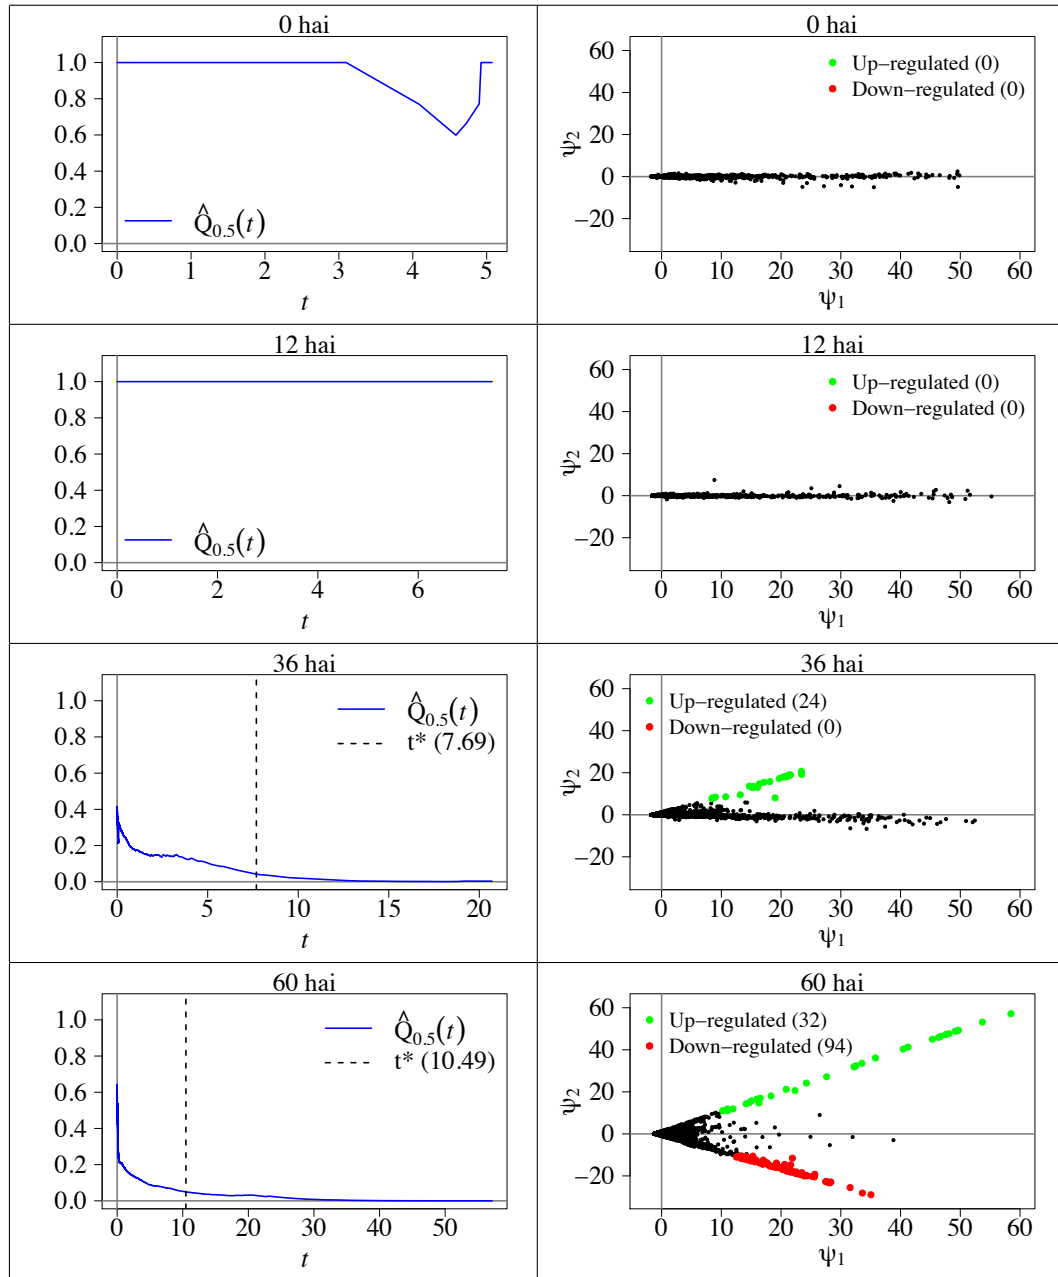 0 hai
1.0
0.8
0.6
0.4
0.2
0.0
Q̂0.5(t)
0 1 2 3 4 5
t
0 hai
60
40
20
0
−20
ψ2
Up−regulated (0)
Down−regulated (0)
0 10 20 30 40 50 60
ψ1
12 hai
1.0
0.8
0.6
0.4
0.2
0.0
Q̂0.5(t)
0 2 4 6
t
12 hai
60
40
20
0
−20
ψ2
Up−regulated (0)
Down−regulated (0)
0 10 20 30 40 50 60
ψ1
36 hai
1.0
0.8
0.6
0.4
0.2
0.0
Q̂0.5(t)
t* (7.69)
0 5 10 15 20
t
36 hai
60
40
20
0
−20
ψ2
Up−regulated (24)
Down−regulated (0)
0 10 20 30 40 50 60
ψ1
60 hai
1.0
0.8
0.6
0.4
0.2
0.0
Q̂0.5(t)
t* (10.49)
0 10 20 30 40 50
t
60 hai
60
40
20
0
−20
ψ2
Up−regulated (32)
Down−regulated (94)
0 10 20 30 40 50 60
ψ1